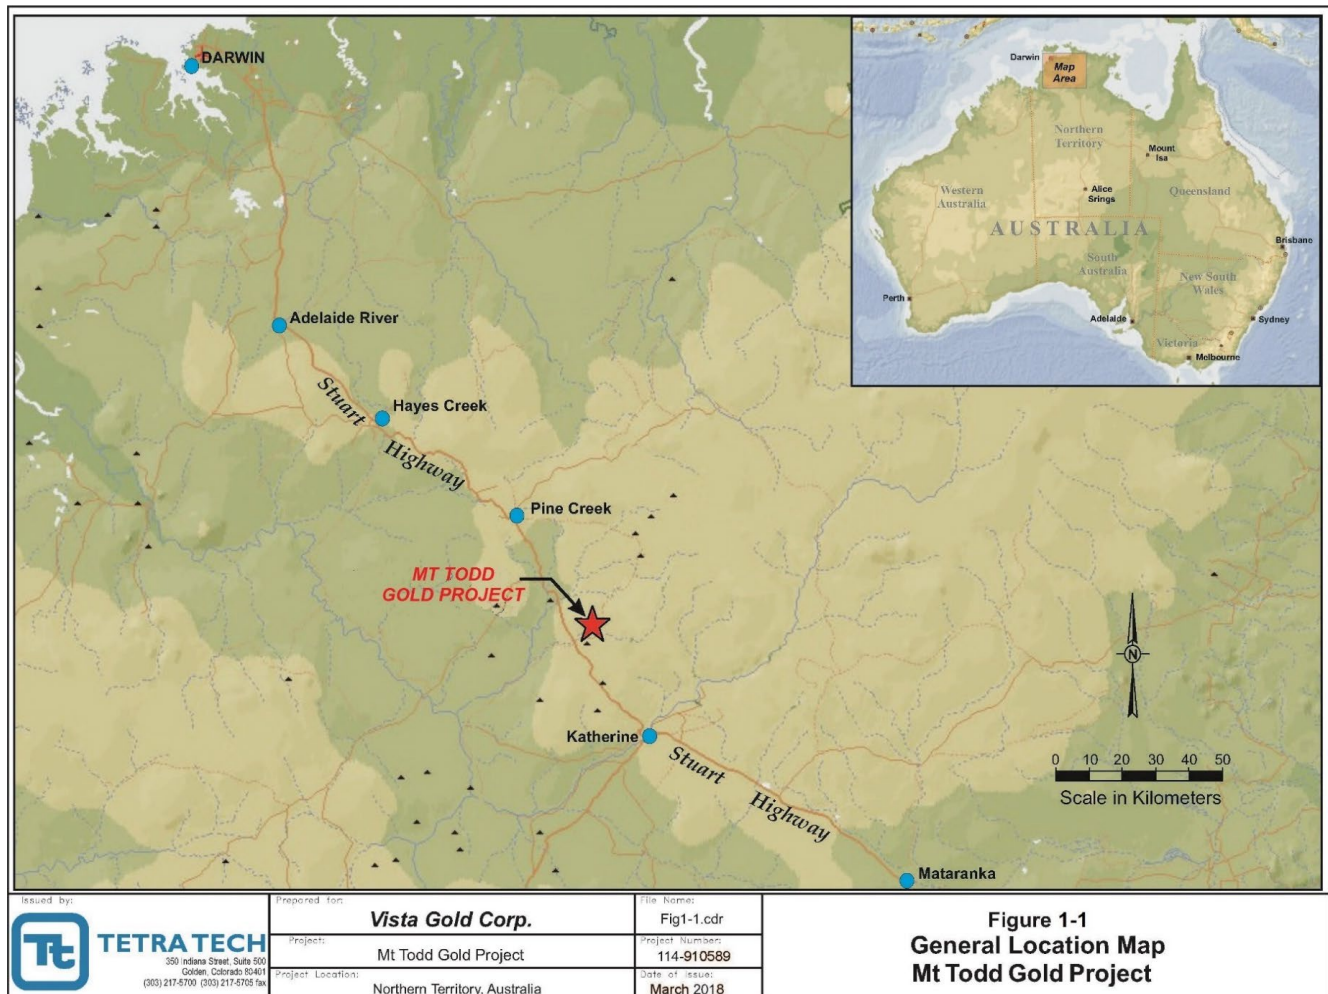 DARWIN
Adelaide River
Stuart
Highway
Hayes Creek
Pine Creek
MT TODD
GOLD PROJECT
Katherine
Stuart
Highway
Mataranka
Darwin
Map
Area
Northern
Territory
Mount
Isa
Western
Australia
Alice
Srings
Queensland
AUSTRALIA
South
Australia
Brisbane
New South
Wales
Perth
Adelaide
Sydney
Victoria
Melbourne
N
0 10 20 30 40 50
Scale in Kilometers
Issued by:
Tt
TETRA TECH
350 Indiana Street, Suite 500
Golden, Colorado 80401
(303) 217-5700 (303) 217-5705 fax
Prepared for:
Vista Gold Corp.
Project:
Mt Todd Gold Project
Project Location:
Northern Territory, Australia
File Name:
Fig1-1.cdr
Project Number:
114-910589
Date of Issue:
March 2018
Figure 1-1
General Location Map
Mt Todd Gold Project